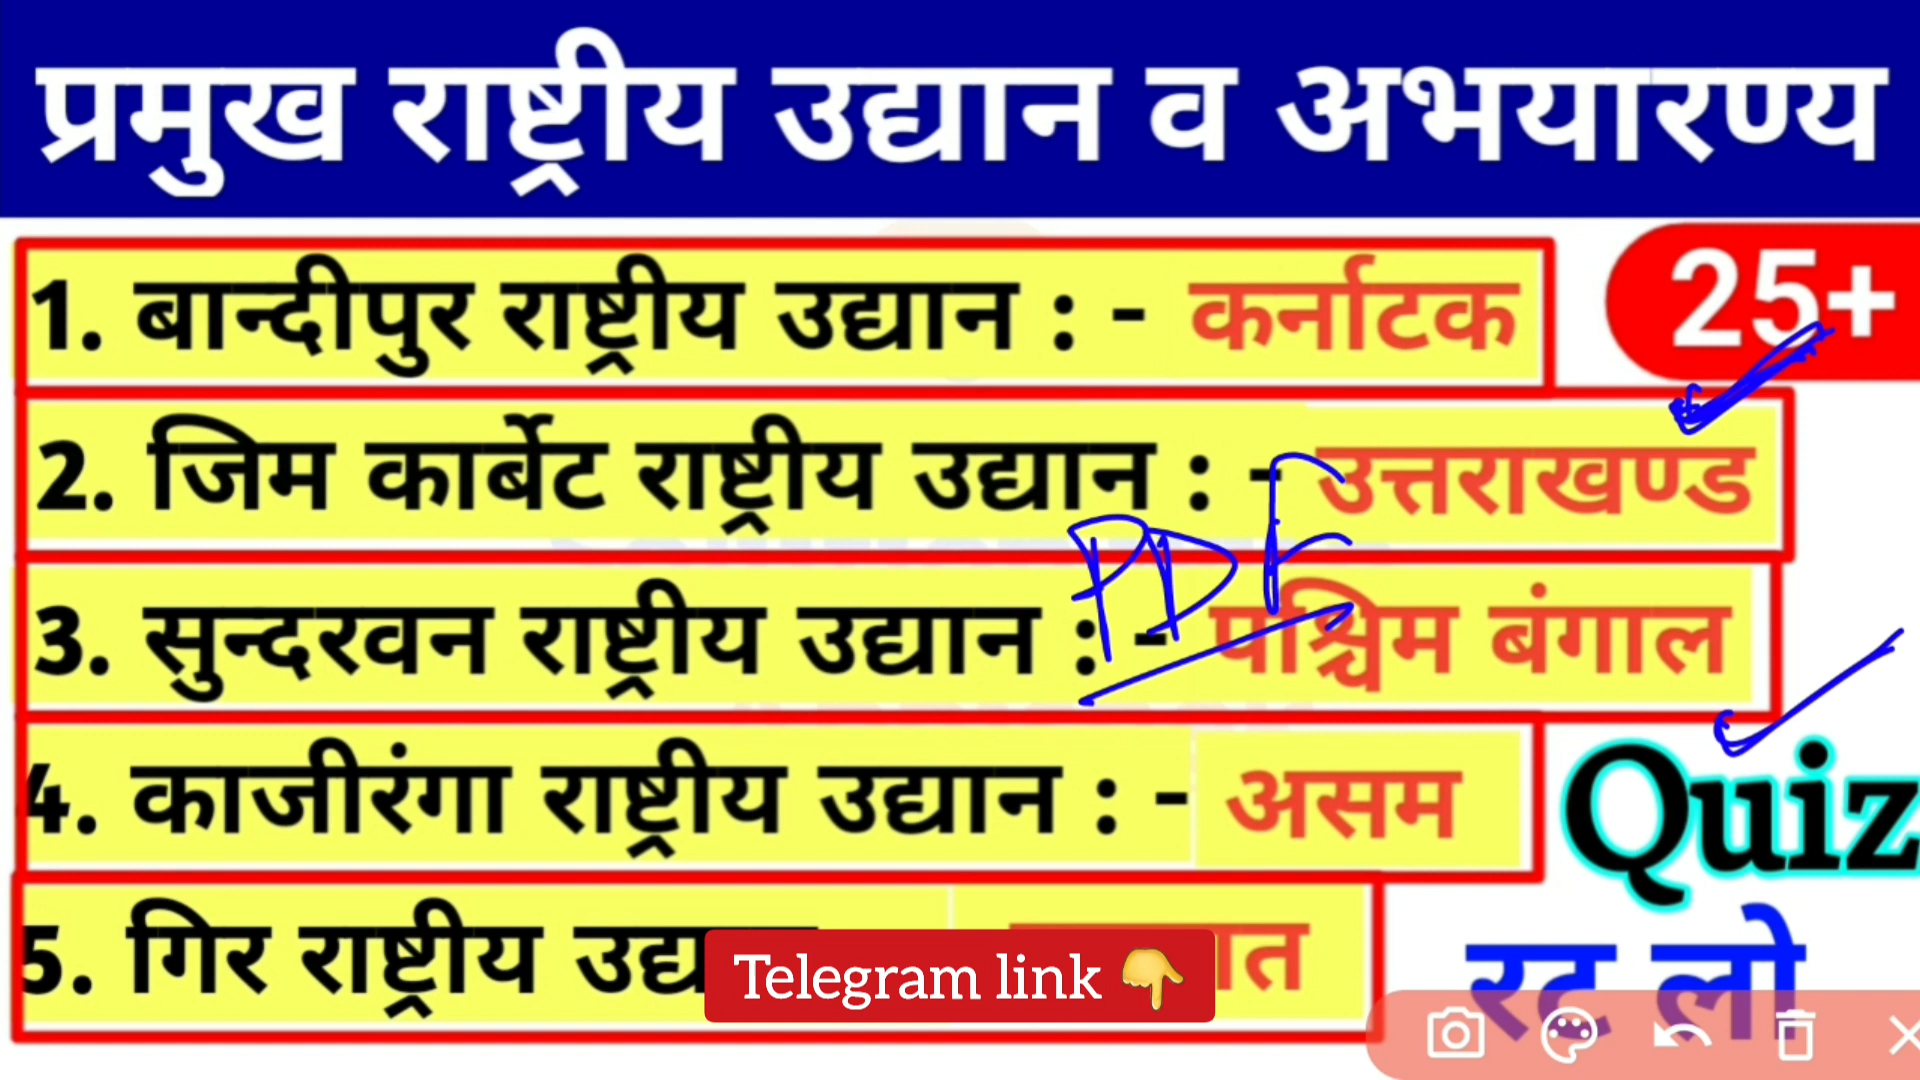 प्रमुख राष्ट्रीय उद्यान व अभयारण्य
1. बान्दीपुर राष्ट्रीय उद्यान : - कर्नाटक
25+
2. जिम कार्बेट राष्ट्रीय उद्यान : - उत्तराखण्ड
PDF
3. सुन्दरवन राष्ट्रीय उद्यान : - पश्चिम बंगाल
4. काजीरंगा राष्ट्रीय उद्यान : - असम
Quiz
5. गिर राष्ट्रीय
रट लो
Telegram link 👇